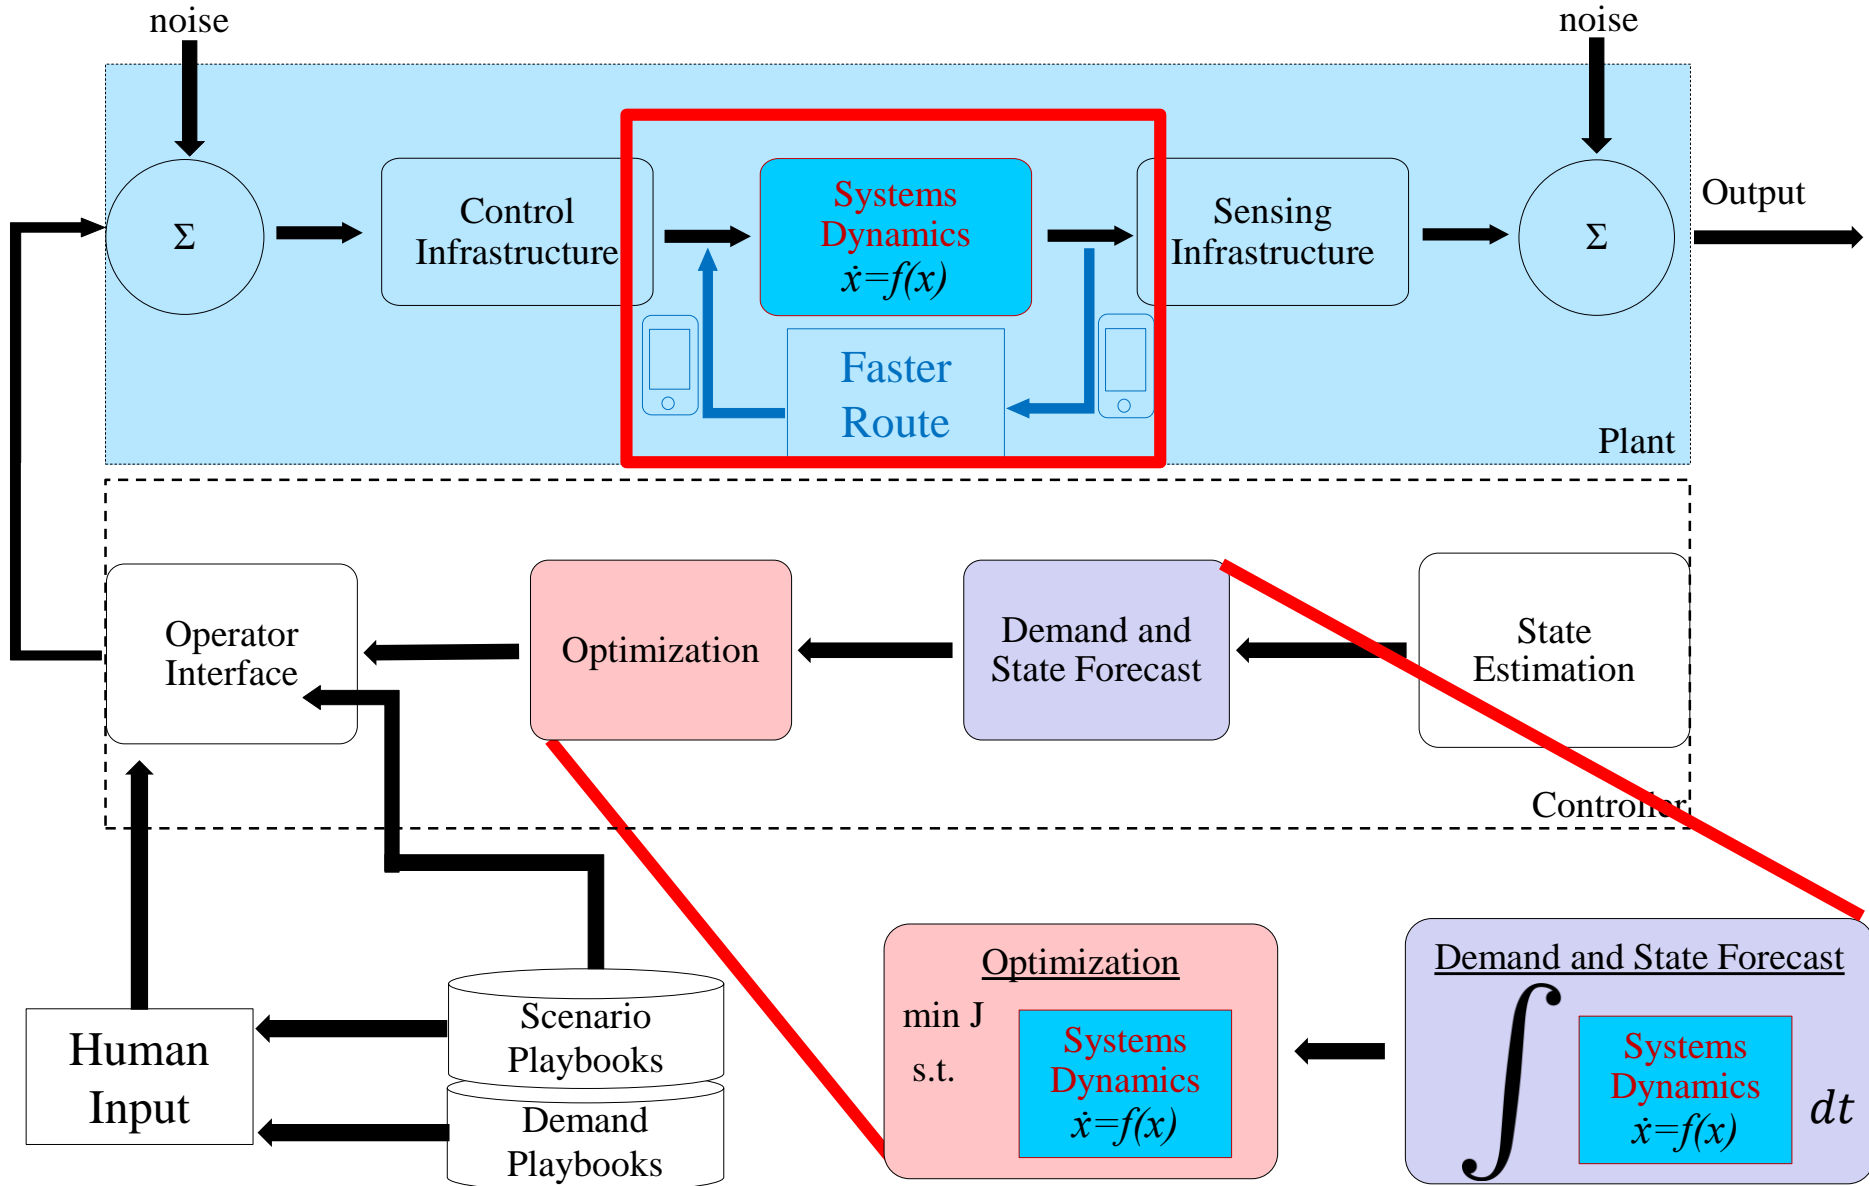 noise
noise
Σ
Control
Infrastructure
Systems
Dynamics
ẋ=f(x)
Sensing
Infrastructure
Σ
Output
Faster
Route
Plant
Operator
Interface
Optimization
Demand and
State Forecast
State
Estimation
Controller
Human
Input
Scenario
Playbooks
Demand
Playbooks
Optimization
min J
s.t.
Systems
Dynamics
ẋ=f(x)
Demand and State Forecast
∫
Systems
Dynamics
ẋ=f(x)
dt